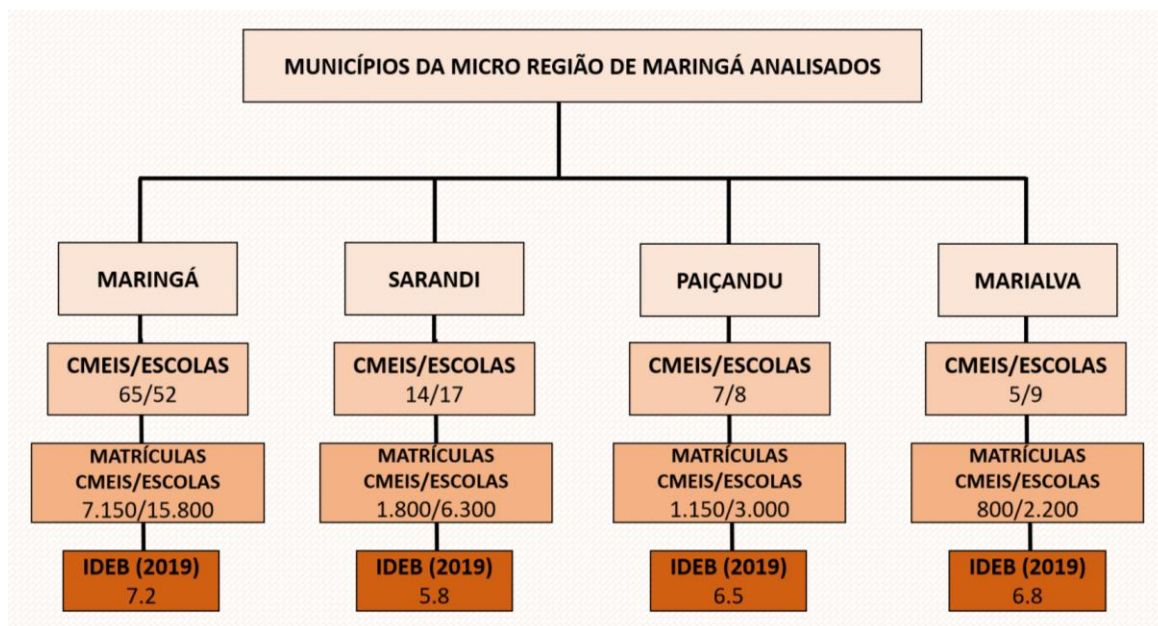 MUNICÍPIOS DA MICRO REGIÃO DE MARINGÁ ANALISADOS
MARINGÁ
CMEIS/ESCOLAS
65/52
MATRÍCULAS
CMEIS/ESCOLAS
7.150/15.800
IDEB (2019)
7.2
SARANDI
CMEIS/ESCOLAS
14/17
MATRÍCULAS
CMEIS/ESCOLAS
1.800/6.300
IDEB (2019)
5.8
PAIÇANDU
CMEIS/ESCOLAS
7/8
MATRÍCULAS
CMEIS/ESCOLAS
1.150/3.000
IDEB (2019)
6.5
MARIALVA
CMEIS/ESCOLAS
5/9
MATRÍCULAS
CMEIS/ESCOLAS
800/2.200
IDEB (2019)
6.8